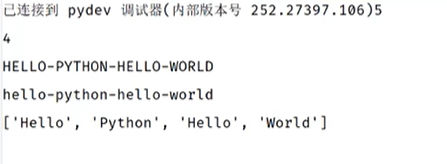 已连接到 pydev 调试器(内部版本号 252.27397.106)5
4
HELLO-PYTHON-HELLO-WORLD
hello-python-hello-world
['Hello', 'Python', 'Hello', 'World']